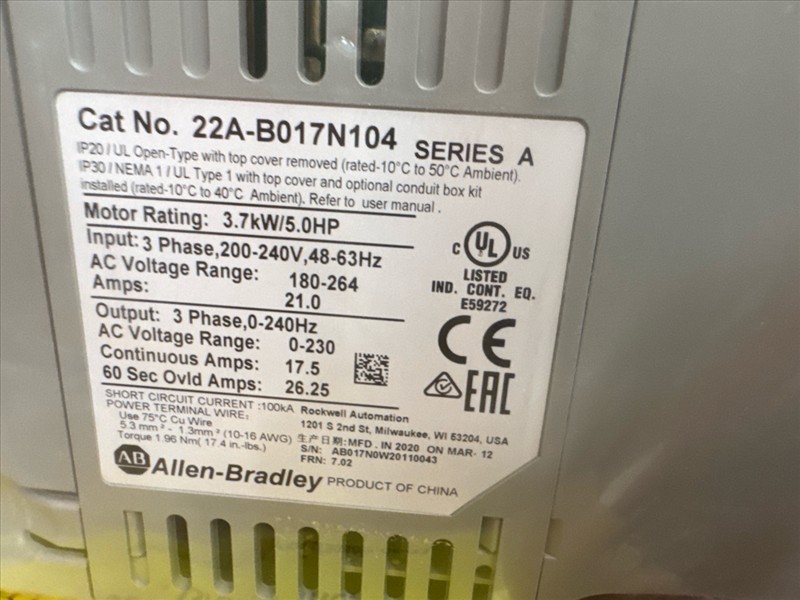 Cat No. 22A-B017N104 SERIES A
IP20 / UL Open-Type with top cover removed (rated-10°C to 50°C Ambient).
IP30 / NEMA 1 / UL Type 1 with top cover and optional conduit box kit
installed (rated-10°C to 40°C Ambient). Refer to user manual .
Motor Rating: 3.7kW/5.0HP
Input: 3 Phase,200-240V,48-63Hz
AC Voltage Range: 180-264
Amps: 21.0
Output: 3 Phase,0-240Hz
AC Voltage Range: 0-230
Continuous Amps: 17.5
60 Sec Ovld Amps: 26.25
C UL US
LISTED
IND. CONT. EQ.
E59272
CE
EAC
SHORT CIRCUIT CURRENT :100kA
POWER TERMINAL WIRE:
Use 75°C Cu Wire
5.3 mm² - 1.3mm² (10-16 AWG)
Torque 1.96 Nm( 17.4 in.-lbs.)
Rockwell Automation
1201 S 2nd St, Milwaukee, WI 53204, USA
生产日期:MFD . IN 2020 ON MAR- 12
S/N: AB017N0W20110043
FRN: 7.02
AB Allen-Bradley PRODUCT OF CHINA